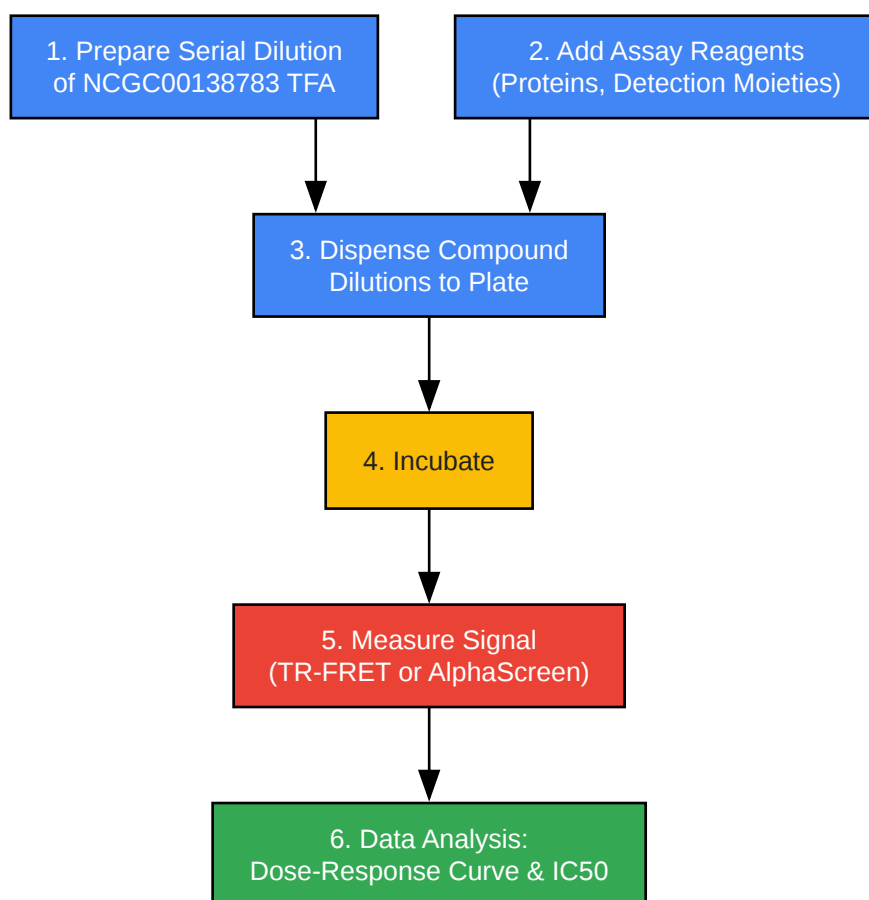 1. Prepare Serial Dilution
of NCGC00138783 TFA
2. Add Assay Reagents
(Proteins, Detection Moieties)
3. Dispense Compound
Dilutions to Plate
4. Incubate
5. Measure Signal
(TR-FRET or AlphaScreen)
6. Data Analysis:
Dose-Response Curve & IC50